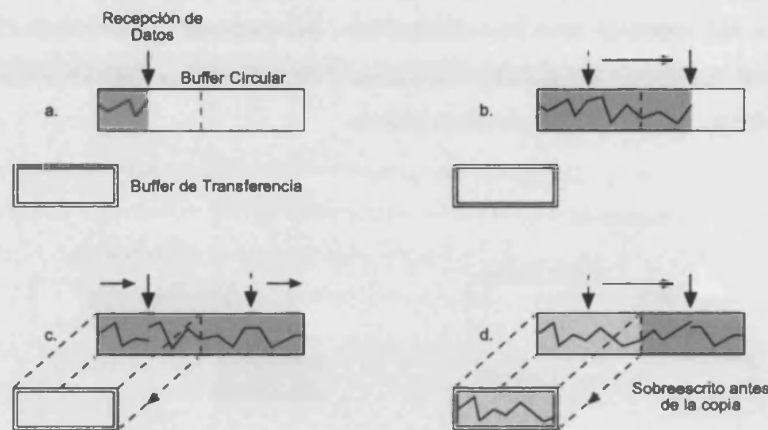 Recepción de
Datos
Buffer Circular
a.
b.
Buffer de Transferencia
c.
d.
Sobreescrito antes
de la copia